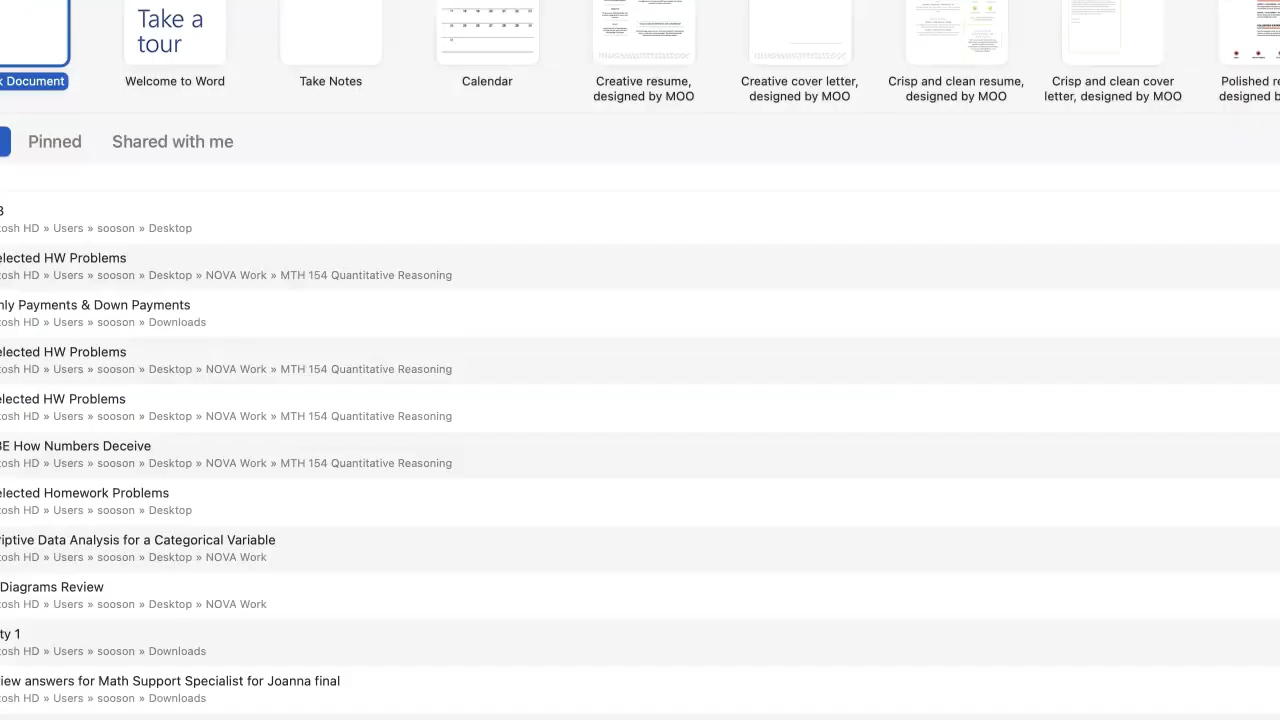 Take a
tour
Document
Welcome to Word
Take Notes
Calendar
Creative resume,
designed by MOO
Creative cover letter,
designed by MOO
Crisp and clean resume,
designed by MOO
Crisp and clean cover
letter, designed by MOO
Polished re
designed b
Pinned
Shared with me
3
tosh HD » Users » sooson » Desktop
elected HW Problems
tosh HD » Users » sooson » Desktop » NOVA Work » MTH 154 Quantitative Reasoning
hly Payments & Down Payments
tosh HD » Users » sooson » Downloads
elected HW Problems
tosh HD » Users » sooson » Desktop » NOVA Work » MTH 154 Quantitative Reasoning
elected HW Problems
tosh HD » Users » sooson » Desktop » NOVA Work » MTH 154 Quantitative Reasoning
3E How Numbers Deceive
tosh HD » Users » sooson » Desktop » NOVA Work » MTH 154 Quantitative Reasoning
elected Homework Problems
tosh HD » Users » sooson » Desktop
riptive Data Analysis for a Categorical Variable
tosh HD » Users » sooson » Desktop » NOVA Work
Diagrams Review
tosh HD » Users » sooson » Desktop » NOVA Work
ty 1
tosh HD » Users » sooson » Downloads
iew answers for Math Support Specialist for Joanna final
tosh HD » Users » sooson » Downloads